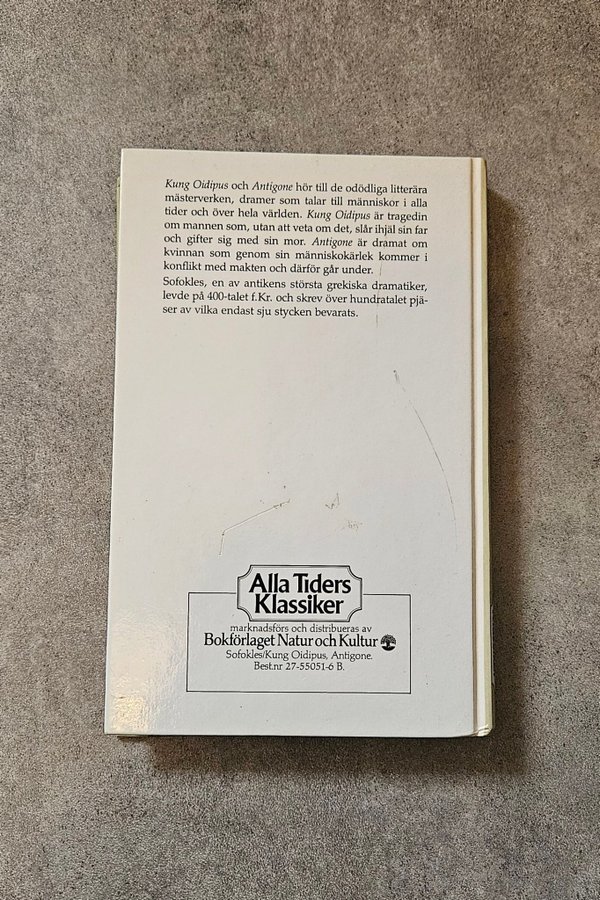 Kung Oidipus och Antigone hör till de odödliga litterära
mästerverken, dramer som talar till människor i alla
tider och över hela världen. Kung Oidipus är tragedin
om mannen som, utan att veta om det, slår ihjäl sin far
och gifter sig med sin mor. Antigone är dramat om
kvinnan som genom sin människokärlek kommer i
konflikt med makten och därför går under.
Sofokles, en av antikens största grekiska dramatiker,
levde på 400-talet f.Kr. och skrev över hundratalet pjä-
ser av vilka endast sju stycken bevarats.
Alla Tiders
Klassiker
marknadsförs och distribueras av
Bokförlaget Natur och Kultur
Sofokles/Kung Oidipus, Antigone.
Best.nr 27-55051-6 B.